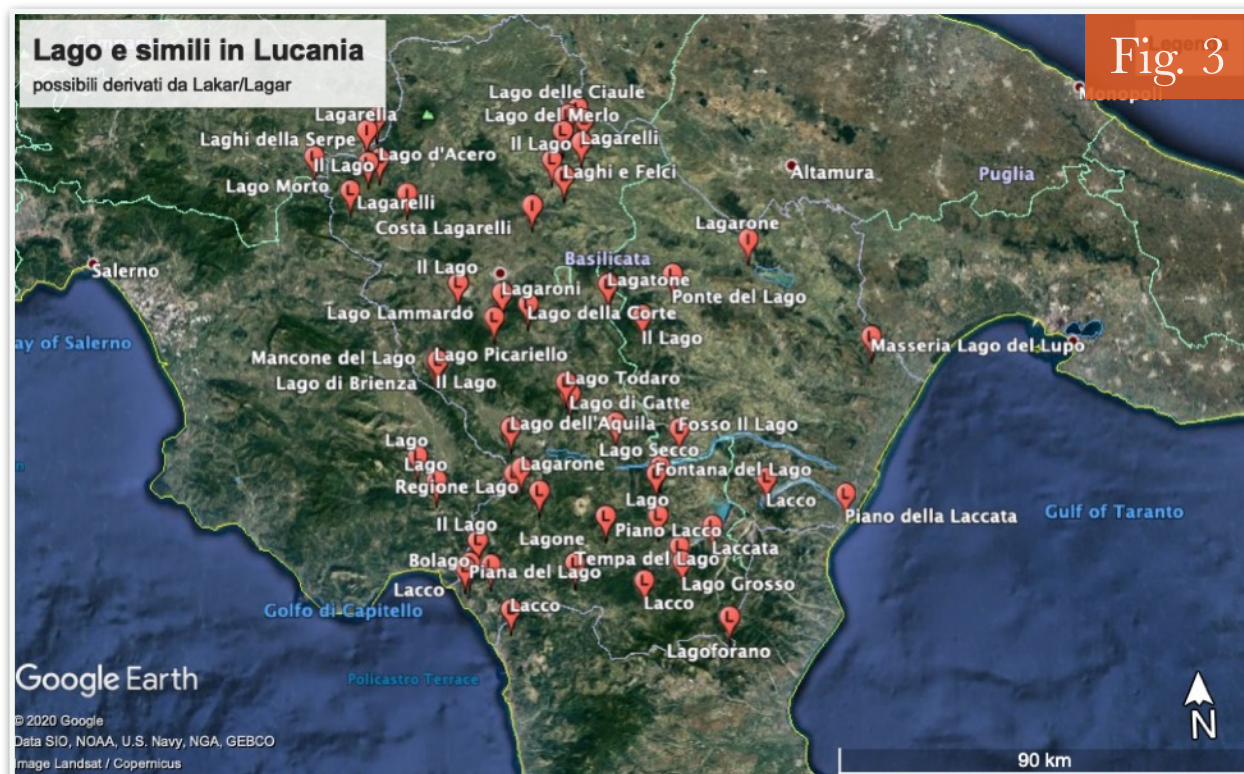 Lago e simili in Lucania
possibili derivati da Lakar/Lagar
Fig. 3
Monopoli
Lago delle Ciaule
Lagarella
Lago del Merlo
Laghi della Serpe
Il Lago
Lagarelli
Il Lago
Lago d'Acero
Altamura
Laghi e Felci
Puglia
Lago Morto
Lagarelli
Costa Lagarelli
Lagarone
Basilicata
Salerno
Il Lago
Lagaroni
Lagatone
Ponte del Lago
Lago Lammardo
Lago della Corte
Il Lago
ay of Salerno
Masseria Lago del Lupo
Mancone del Lago
Lago Picariello
Lago di Brienza
Il Lago
Lago Todaro
Lago di Gatte
Lago dell'Aquila
Fosso Il Lago
Lago
Lago Secco
Lago
Lagarone
Fontana del Lago
Regione Lago
Lago
Lacco
Piano della Laccata
Gulf of Taranto
Il Lago
Lagone
Piano Lacco
Laccata
Bolago
Piana del Lago
Tempa del Lago
Lago Grosso
Lacco
Lacco
Lacco
Golfo di Capitello
Lagoforano
Google Earth
Policastro Terrace
© 2020 Google
Data SIO, NOAA, U.S. Navy, NGA, GEBCO
Image Landsat / Copernicus
N
90 km